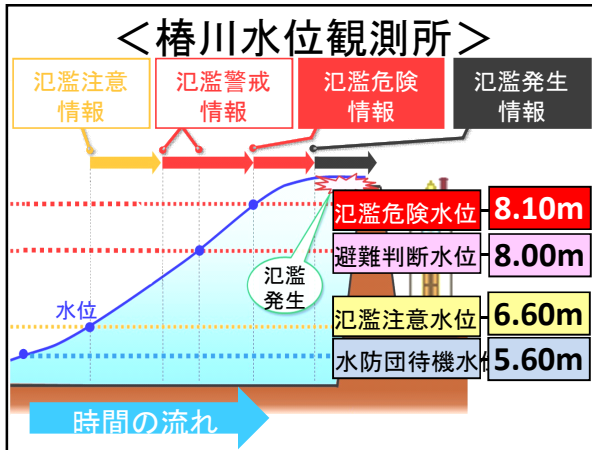 ＜椿川水位観測所＞
氾濫注意
情報
氾濫警戒
情報
氾濫危険
情報
氾濫発生
情報
氾濫危険水位
8.10m
避難判断水位
8.00m
氾濫
発生
水位
氾濫注意水位
6.60m
水防団待機水位
5.60m
時間の流れ